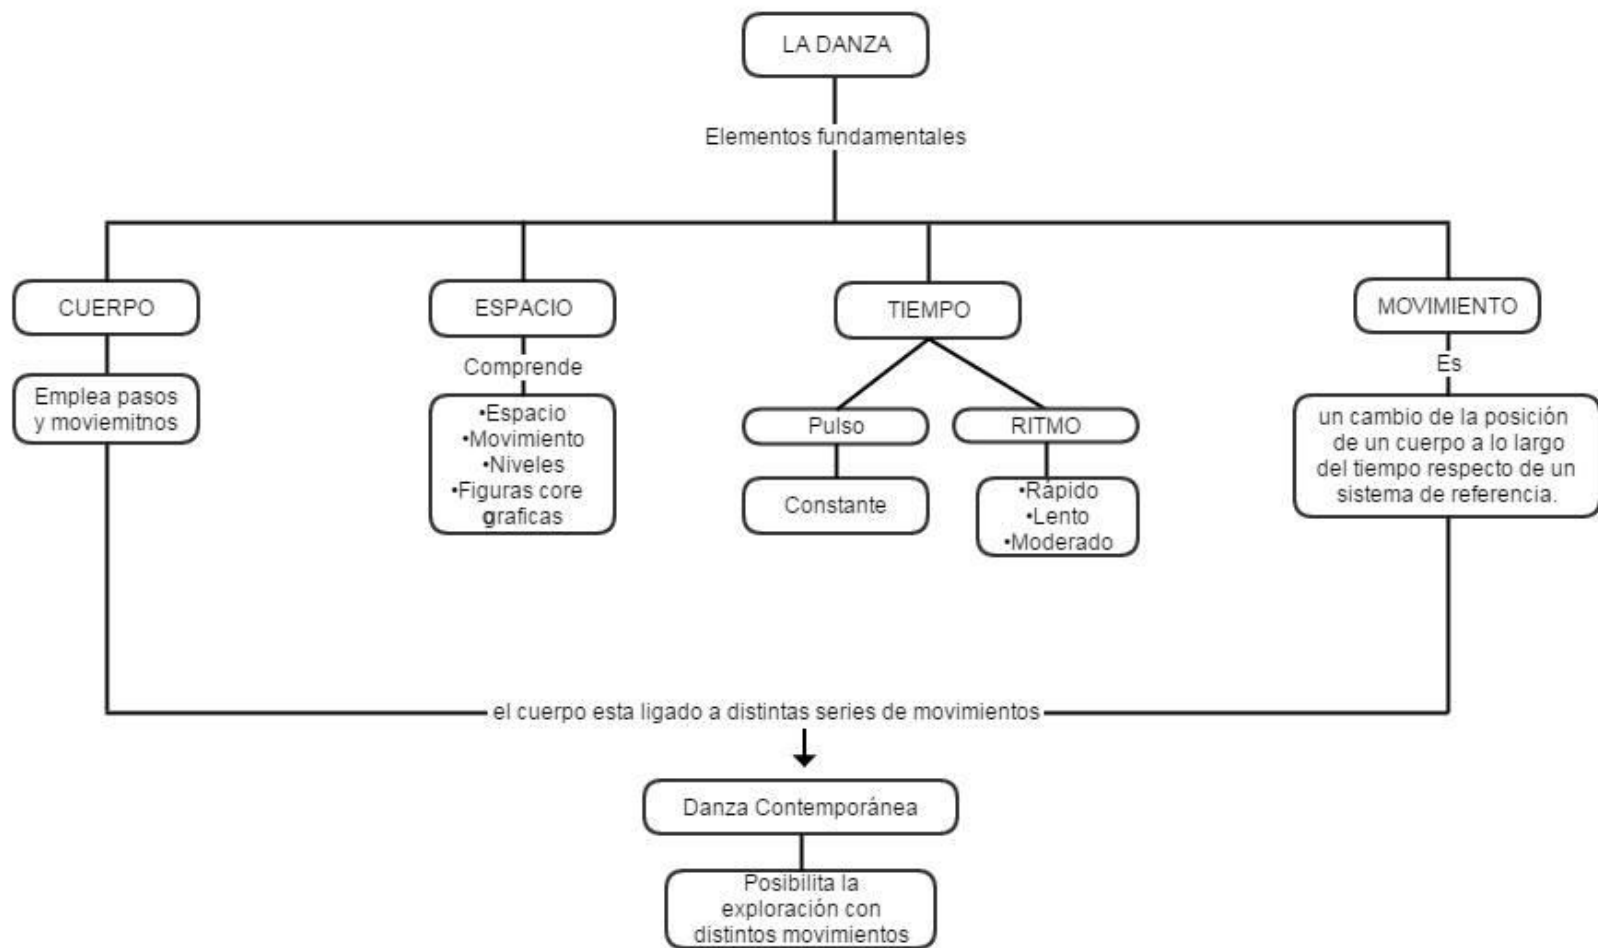 LA DANZA
Elementos fundamentales
CUERPO
ESPACIO
TIEMPO
MOVIMIENTO
Comprende
Es
Emplea pasos
y moviemitnos
•Espacio
•Movimiento
•Niveles
•Figuras core
graficas
Pulso
RITMO
Constante
•Rápido
•Lento
•Moderado
un cambio de la posición
de un cuerpo a lo largo
del tiempo respecto de un
sistema de referencia.
el cuerpo esta ligado a distintas series de movimientos
Danza Contemporánea
Posibilita la
exploración con
distintos movimientos